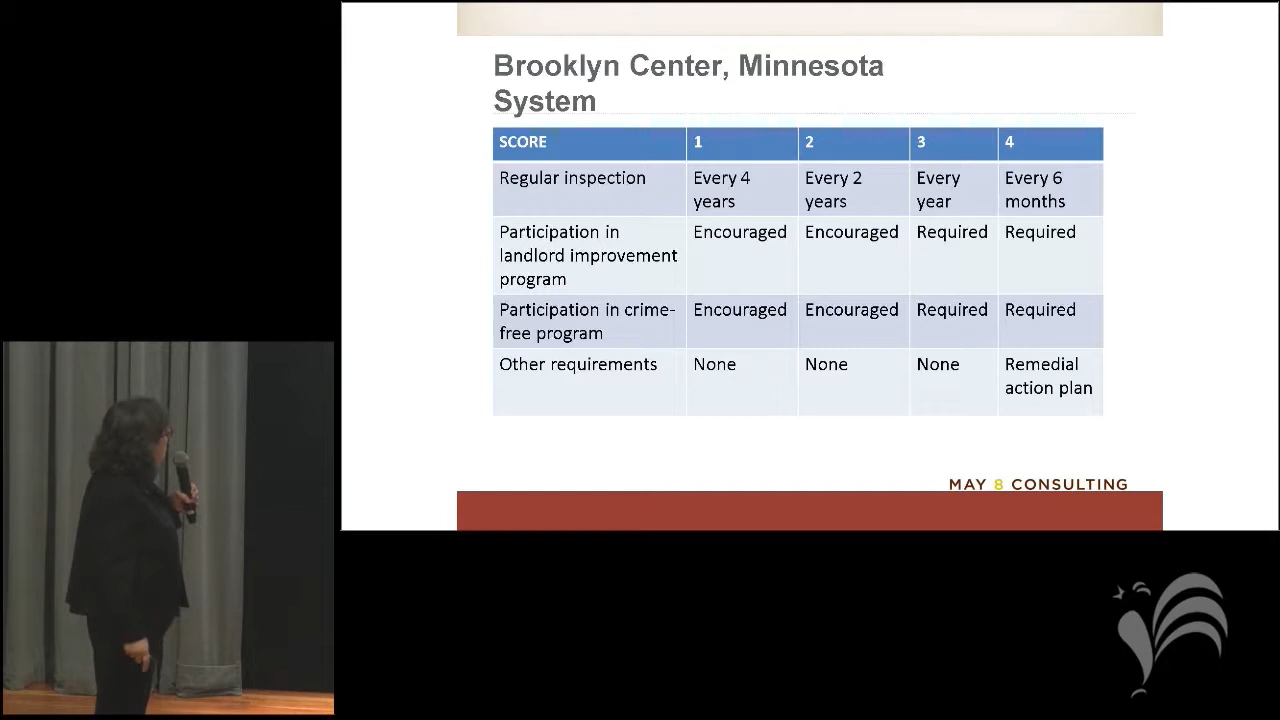 Brooklyn Center, Minnesota
System
SCORE 1 2 3 4
Regular inspection Every 4 years Every 2 years Every year Every 6 months
Participation in landlord improvement program Encouraged Encouraged Required Required
Participation in crime-free program Encouraged Encouraged Required Required
Other requirements None None None Remedial action plan
MAY 8 CONSULTING